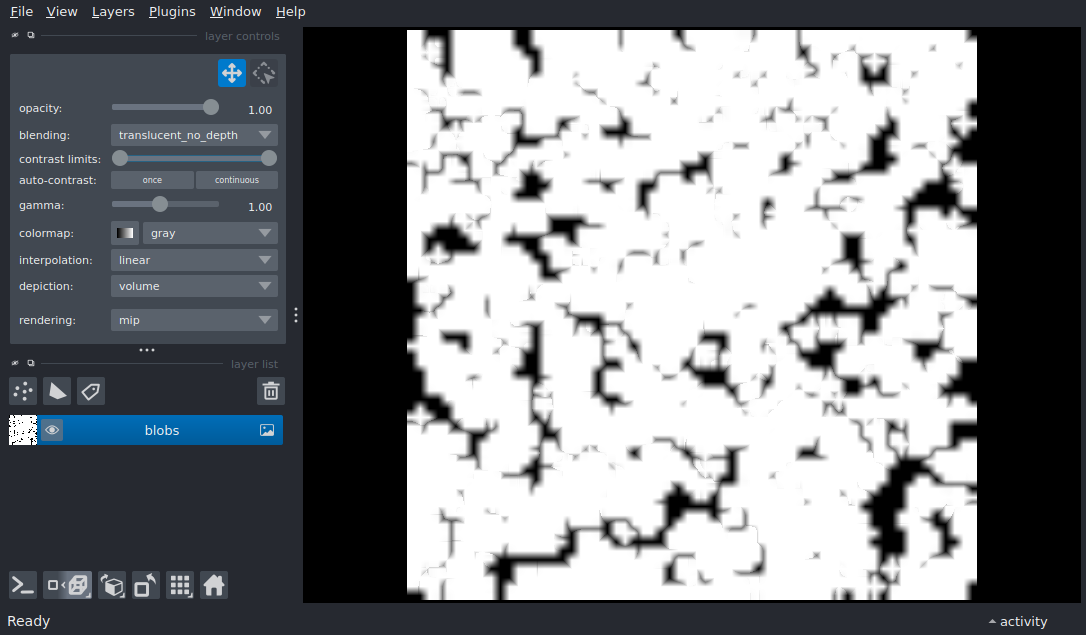 File View Layers Plugins Window Help
layer controls
opacity: 1.00
blending: translucent_no_depth
contrast limits:
auto-contrast: once continuous
gamma: 1.00
colormap: gray
interpolation: linear
depiction: volume
rendering: mip
layer list
blobs
Ready activity